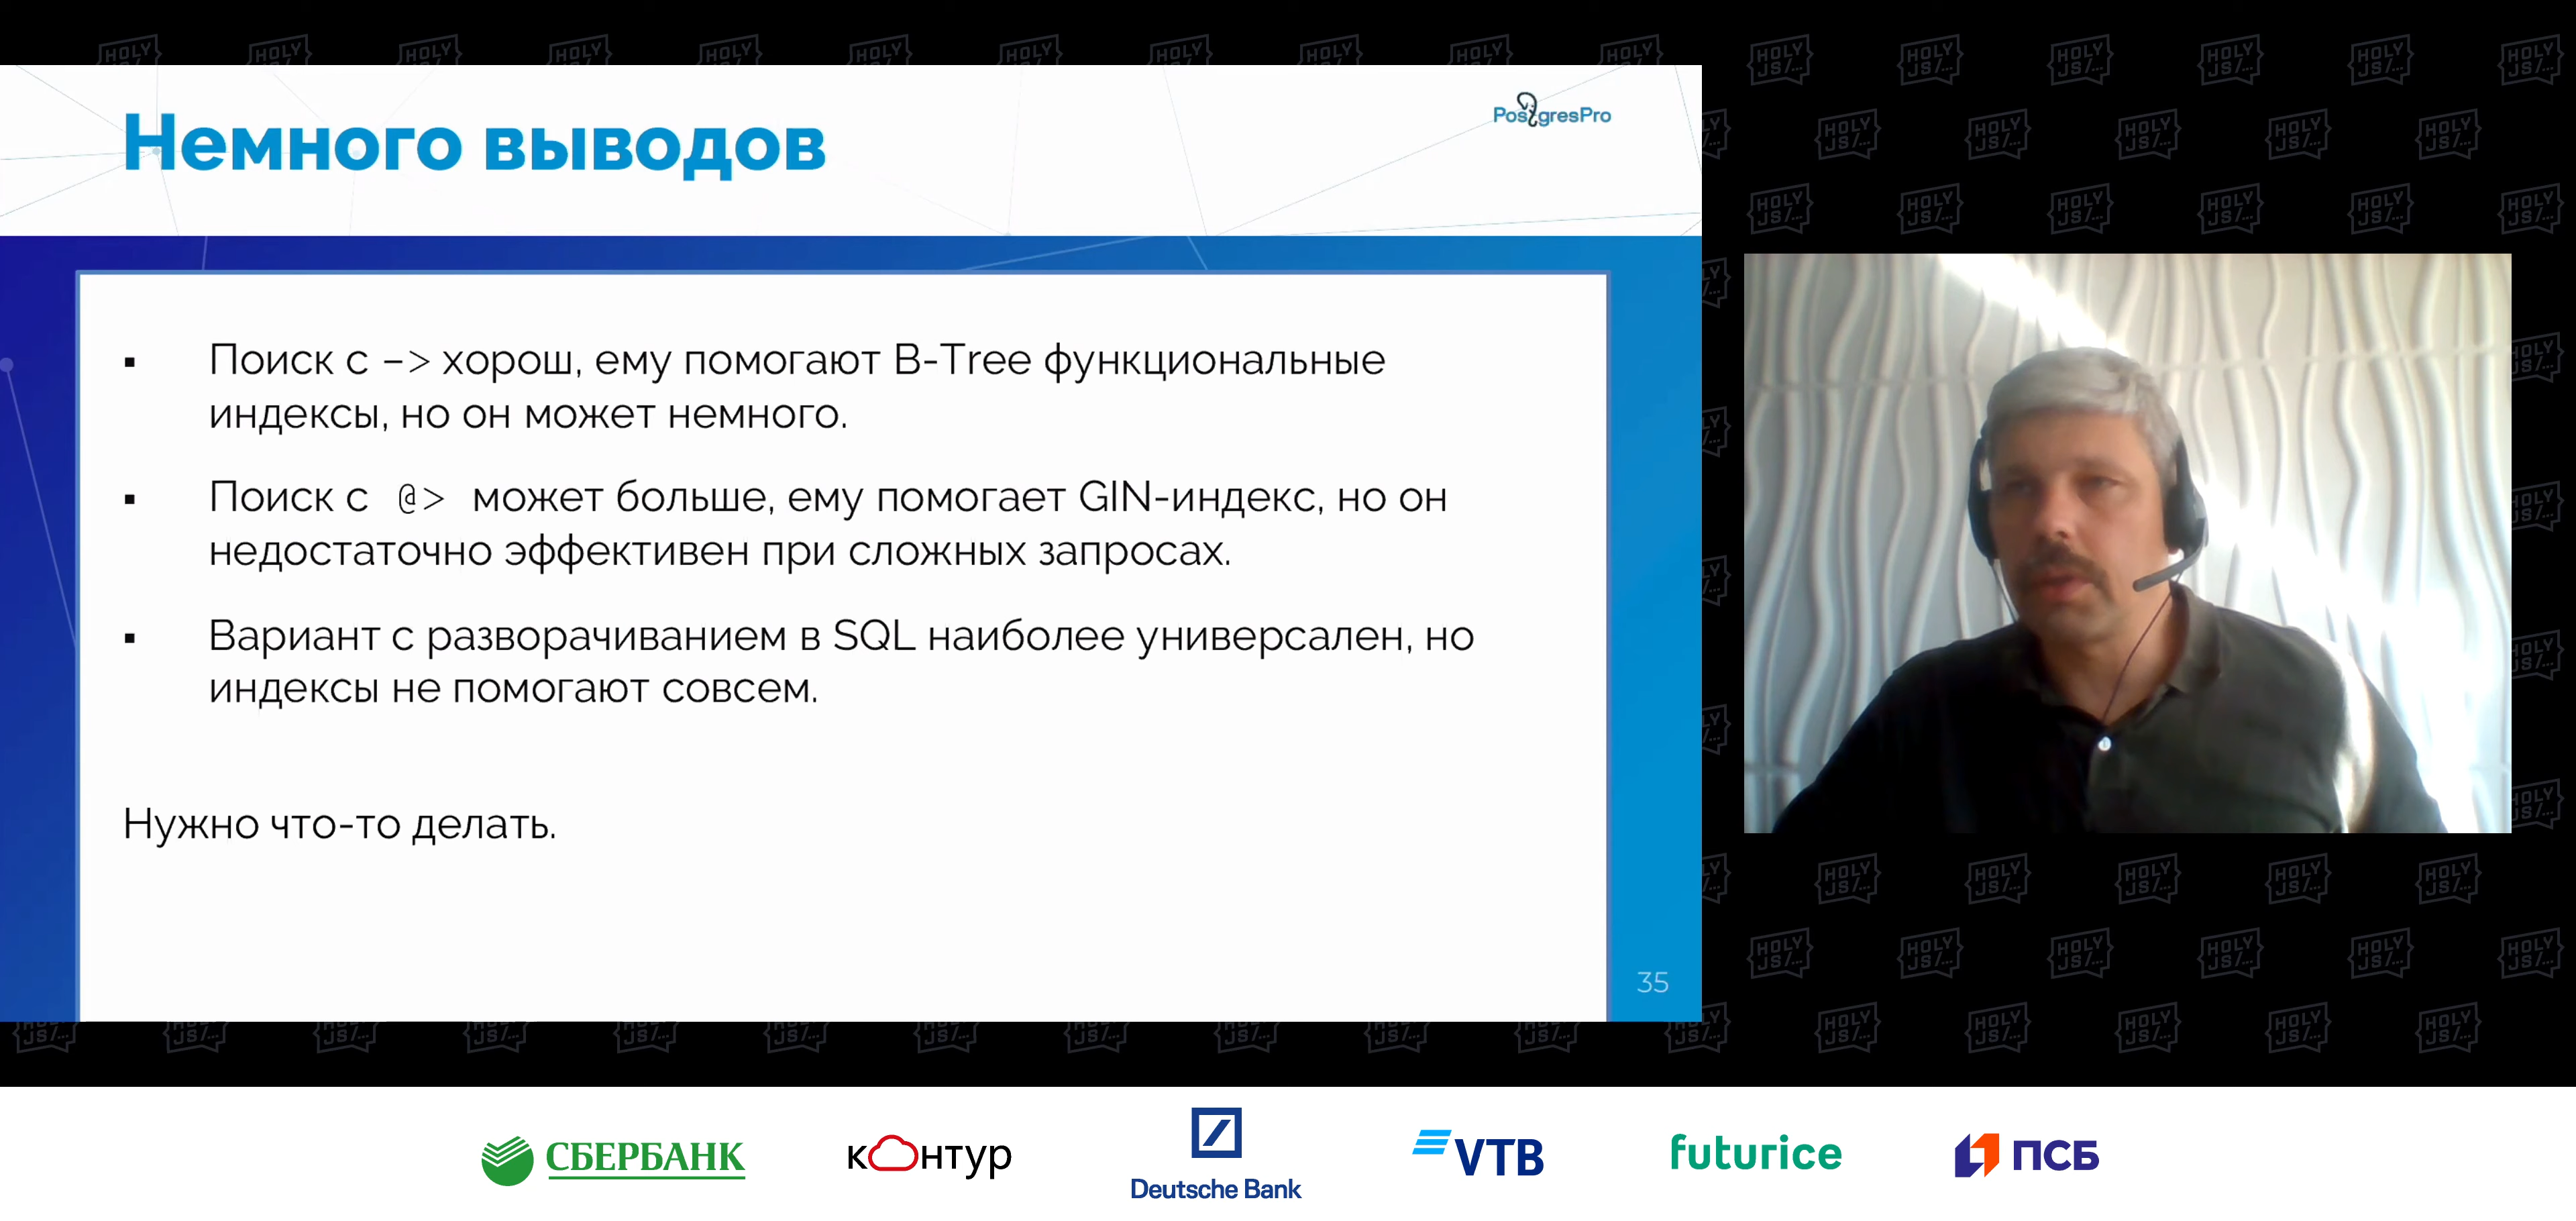 Немного выводов
PostgresPro
▪ Поиск с –> хорош, ему помогают B-Tree функциональные
индексы, но он может немного.
▪ Поиск с @> может больше, ему помогает GIN-индекс, но он
недостаточно эффективен при сложных запросах.
▪ Вариант с разворачиванием в SQL наиболее универсален, но
индексы не помогают совсем.
Нужно что-то делать.
35
HOLY
JS/...
СБЕРБАНК
контур
Deutsche Bank
VTB
futurice
ПСБ